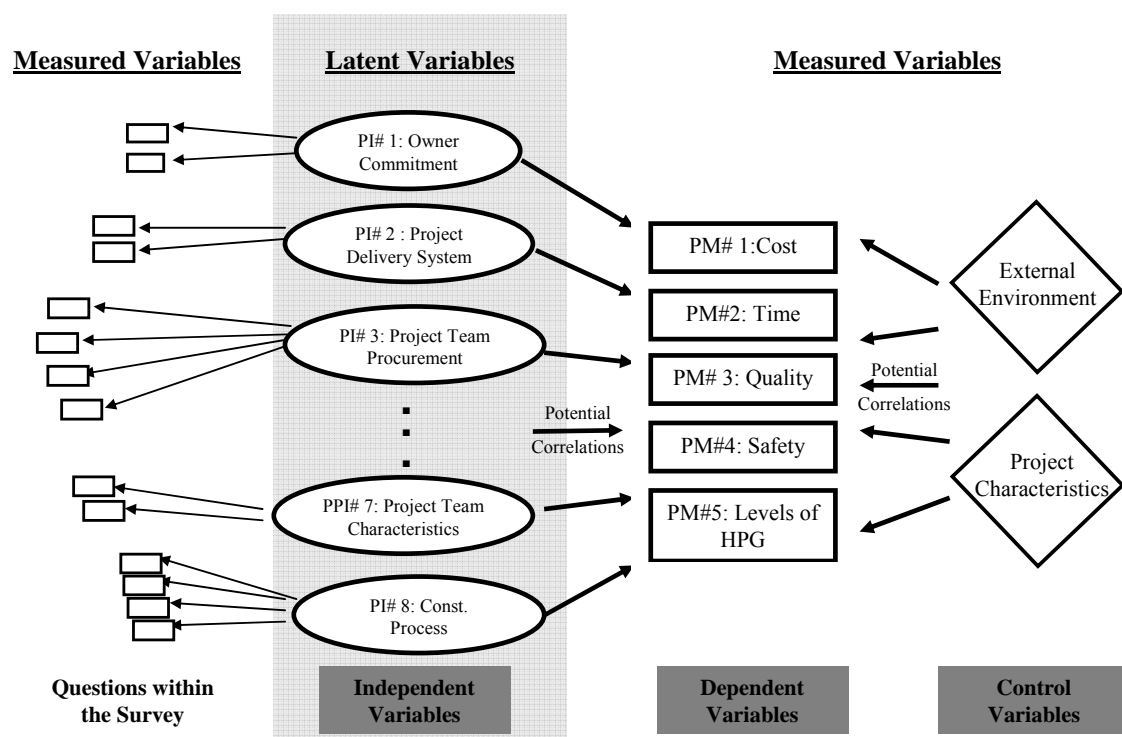 Measured Variables
Latent Variables
Measured Variables
PI# 1: Owner
Commitment
PI# 2 : Project
Delivery System
PI# 3: Project Team
Procurement
PPI# 7: Project Team
Characteristics
PI# 8: Const.
Process
Potential
Correlations
PM# 1:Cost
PM#2: Time
PM# 3: Quality
PM#4: Safety
PM#5: Levels of
HPG
Potential
Correlations
External
Environment
Project
Characteristics
Questions within
the Survey
Independent
Variables
Dependent
Variables
Control
Variables